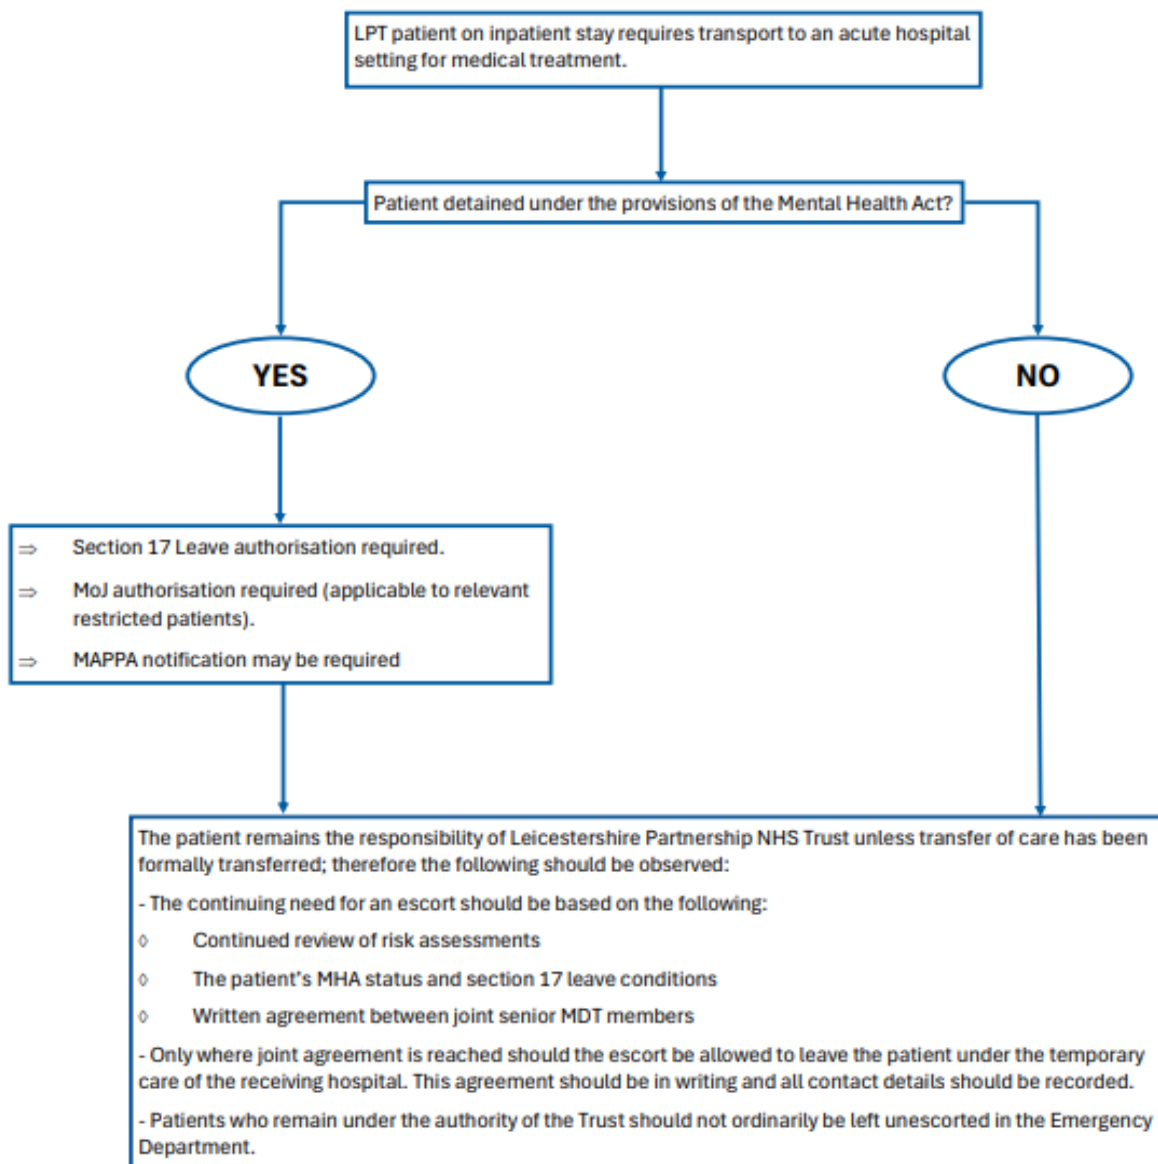 LPT patient on inpatient stay requires transport to an acute hospital
setting for medical treatment.
Patient detained under the provisions of the Mental Health Act?
YES
NO
⇒ Section 17 Leave authorisation required.
⇒ MoJ authorisation required (applicable to relevant
restricted patients).
⇒ MAPPA notification may be required
The patient remains the responsibility of Leicestershire Partnership NHS Trust unless transfer of care has been
formally transferred; therefore the following should be observed:
- The continuing need for an escort should be based on the following:
◊ Continued review of risk assessments
◊ The patient's MHA status and section 17 leave conditions
◊ Written agreement between joint senior MDT members
- Only where joint agreement is reached should the escort be allowed to leave the patient under the temporary
care of the receiving hospital. This agreement should be in writing and all contact details should be recorded.
- Patients who remain under the authority of the Trust should not ordinarily be left unescorted in the Emergency
Department.